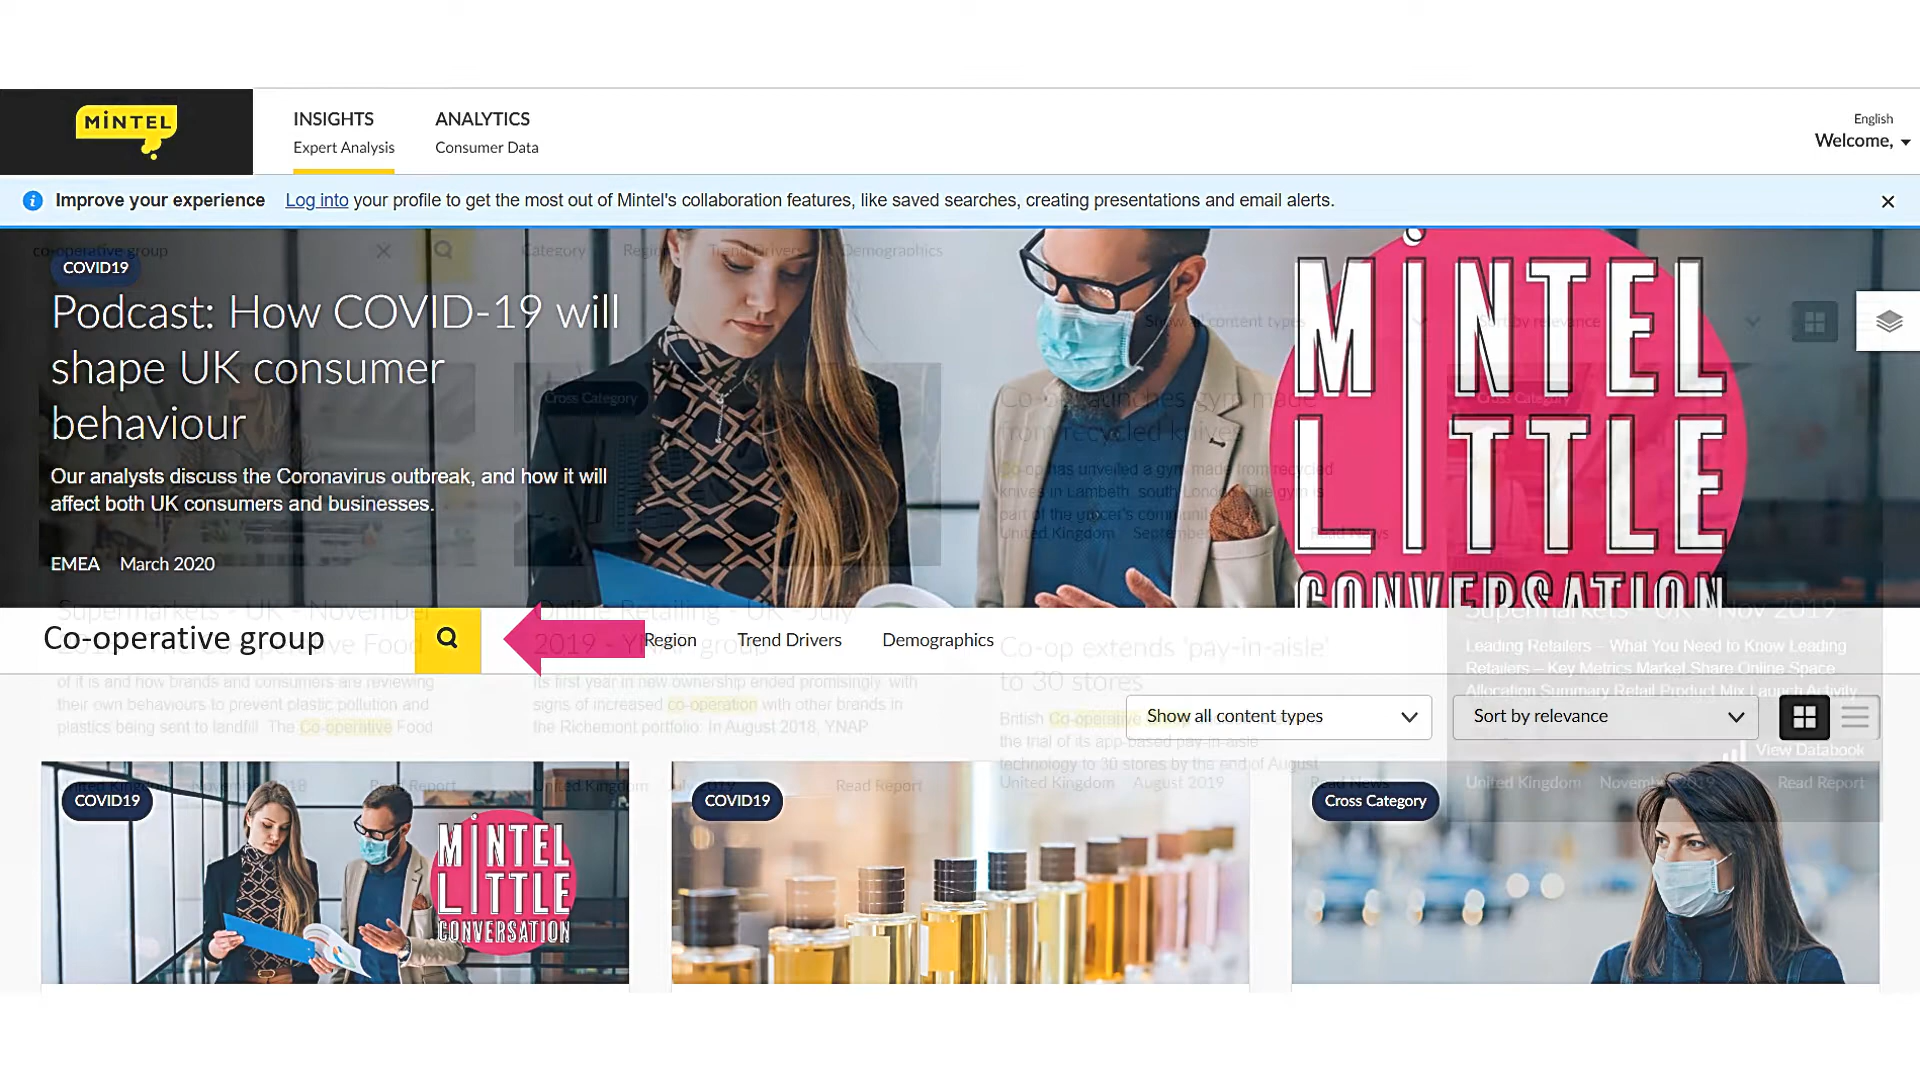 MiNTEL
INSIGHTS
Expert Analysis
ANALYTICS
Consumer Data
English
Welcome,
Improve your experience Log into your profile to get the most out of Mintel's collaboration features, like saved searches, creating presentations and email alerts.
co-operative group
Category
Region
Trend Drivers
Demographics
COVID19
Podcast: How COVID-19 will
shape UK consumer
behaviour
Our analysts discuss the Coronavirus outbreak, and how it will
affect both UK consumers and businesses.
EMEA March 2020
Show all content types
Sort by relevance
Cross Category
Co-op launches gym made
from recycled knives
Co-op has unveiled a gym made from recycled
knives in Lambeth, south London. The gym is
part of the grocer's community
United Kingdom September
Read News
Cross Category
MiNTEL
LITTLE
CONVERSATION
Supermarkets - UK - November
Co-operative Food
of it is and how brands and consumers are reviewing
their own behaviours to prevent plastic pollution and
plastics being sent to landfill. The Co-operative Food
Read Report
Online Retailing - UK - July
2019 - YNAP group
its first year in new ownership ended promisingly, with
signs of increased co-operation with other brands in
the Richemont portfolio: In August 2018, YNAP
United Kingdom July 2019 Read Report
Co-op extends 'pay-in-aisle'
to 30 stores
British Co-operative
the trial of its app-based pay-in-aisle
technology to 30 stores by the end of August
United Kingdom August 2019 Read News
Supermarkets - UK - Nov 2019 -
Leading Retailers – What You Need to Know Leading
Retailers – Key Metrics Market Share Online Space
Allocation Summary Retail Product Mix Launch Activity
View Databook
United Kingdom November 2019 Read Report
Co-operative group
Region
Trend Drivers
Demographics
Show all content types
Sort by relevance
COVID19
MiNTEL
LITTLE
CONVERSATION
COVID19
Cross Category